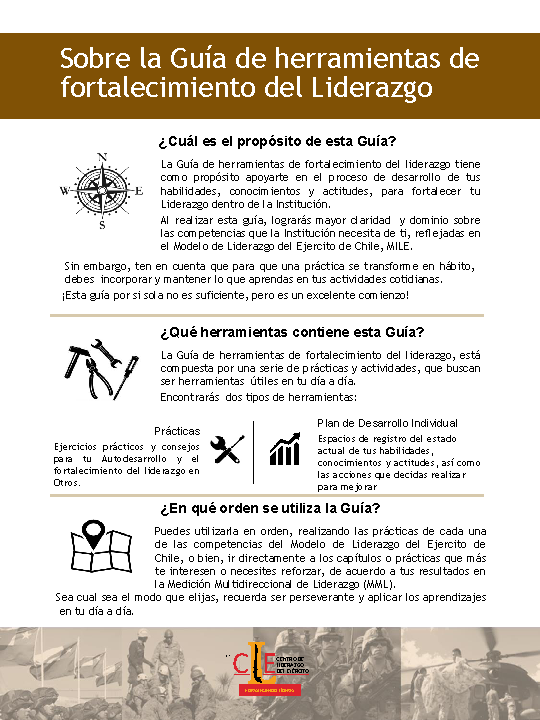 Sobre la Guía de herramientas de
fortalecimiento del Liderazgo
¿Cuál es el propósito de esta Guía?
La Guía de herramientas de fortalecimiento del liderazgo tiene
como propósito apoyarte en el proceso de desarrollo de tus
habilidades, conocimientos y actitudes, para fortalecer tu
Liderazgo dentro de la Institución.
Al realizar esta guía, lograrás mayor claridad y dominio sobre
las competencias que la Institución necesita de ti, reflejadas en
el Modelo de Liderazgo del Ejercito de Chile, MILE.
Sin embargo, ten en cuenta que para que una práctica se transforme en hábito,
debes incorporar y mantener lo que aprendas en tus actividades cotidianas.
¡Esta guía por si sola no es suficiente, pero es un excelente comienzo!
N
W
E
S
¿Qué herramientas contiene esta Guía?
La Guía de herramientas de fortalecimiento del liderazgo, está
compuesta por una serie de prácticas y actividades, que buscan
ser herramientas útiles en tu día a día.
Encontrarás dos tipos de herramientas:
Prácticas
Ejercicios prácticos y consejos
para tu Autodesarrollo y el
fortalecimiento del liderazgo en
Otros.
Plan de Desarrollo Individual
Espacios de registro del estado
actual de tus habilidades,
conocimientos y actitudes, así como
las acciones que decidas realizar
para mejorar
¿En qué orden se utiliza la Guía?
Puedes utilizarla en orden, realizando las prácticas de cada una
de las competencias del Modelo de Liderazgo del Ejercito de
Chile, o bien, ir directamente a los capítulos o prácticas que más
te interesen o necesites reforzar, de acuerdo a tus resultados en
la Medición Multidireccional de Liderazgo (MML).
Sea cual sea el modo que elijas, recuerda ser perseverante y aplicar los aprendizajes
en tu día a día.
CLE
CENTRO DE
LIDERAZGO
DEL EJÉRCITO